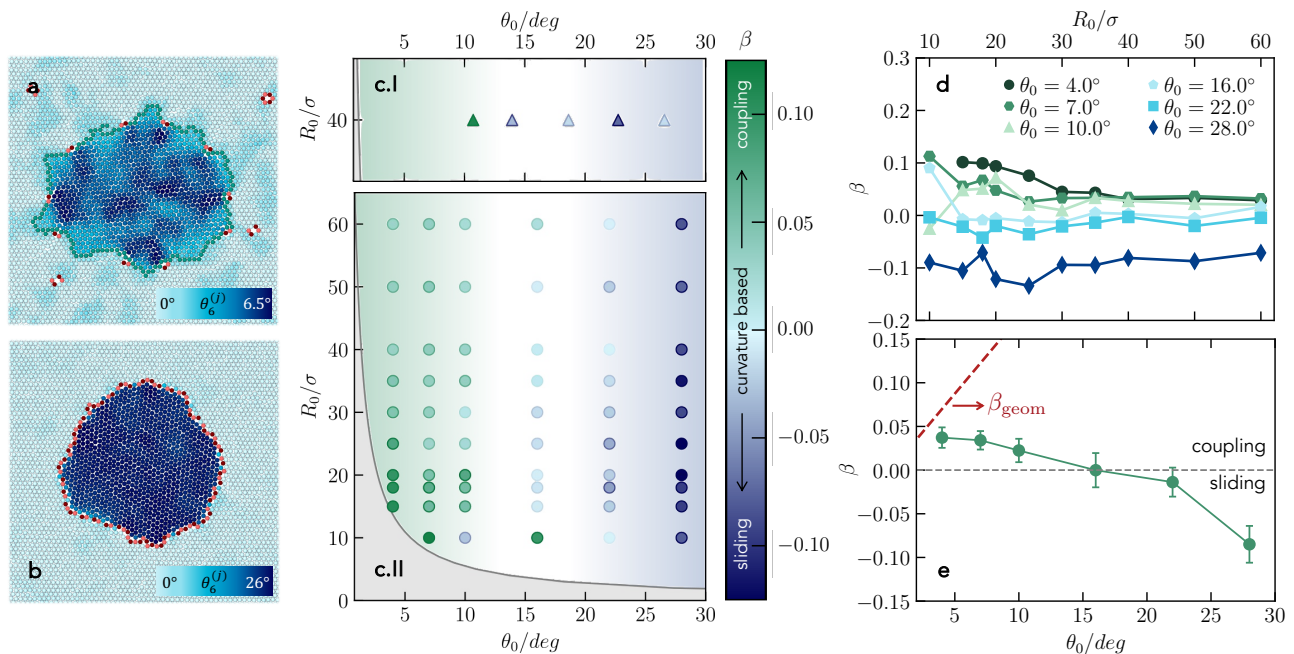 a
0° θ₆⁽ʲ⁾ 6.5°
b
0° θ₆⁽ʲ⁾ 26°
θ₀/deg
5 10 15 20 25 30
c.I
R₀/σ
40
60
50
40
30
20
10
0
R₀/σ
c.II
5 10 15 20 25 30
θ₀/deg
β
coupling
curvature based
sliding
0.10
0.05
0.00
−0.05
−0.10
R₀/σ
10 20 30 40 50 60
d
θ₀ = 4.0°
θ₀ = 7.0°
θ₀ = 10.0°
θ₀ = 16.0°
θ₀ = 22.0°
θ₀ = 28.0°
0.3
0.2
0.1
0.0
−0.1
−0.2
β
0.15
0.10
0.05
0.00
−0.05
−0.10
−0.15
β
β_geom
coupling
sliding
e
5 10 15 20 25 30
θ₀/deg